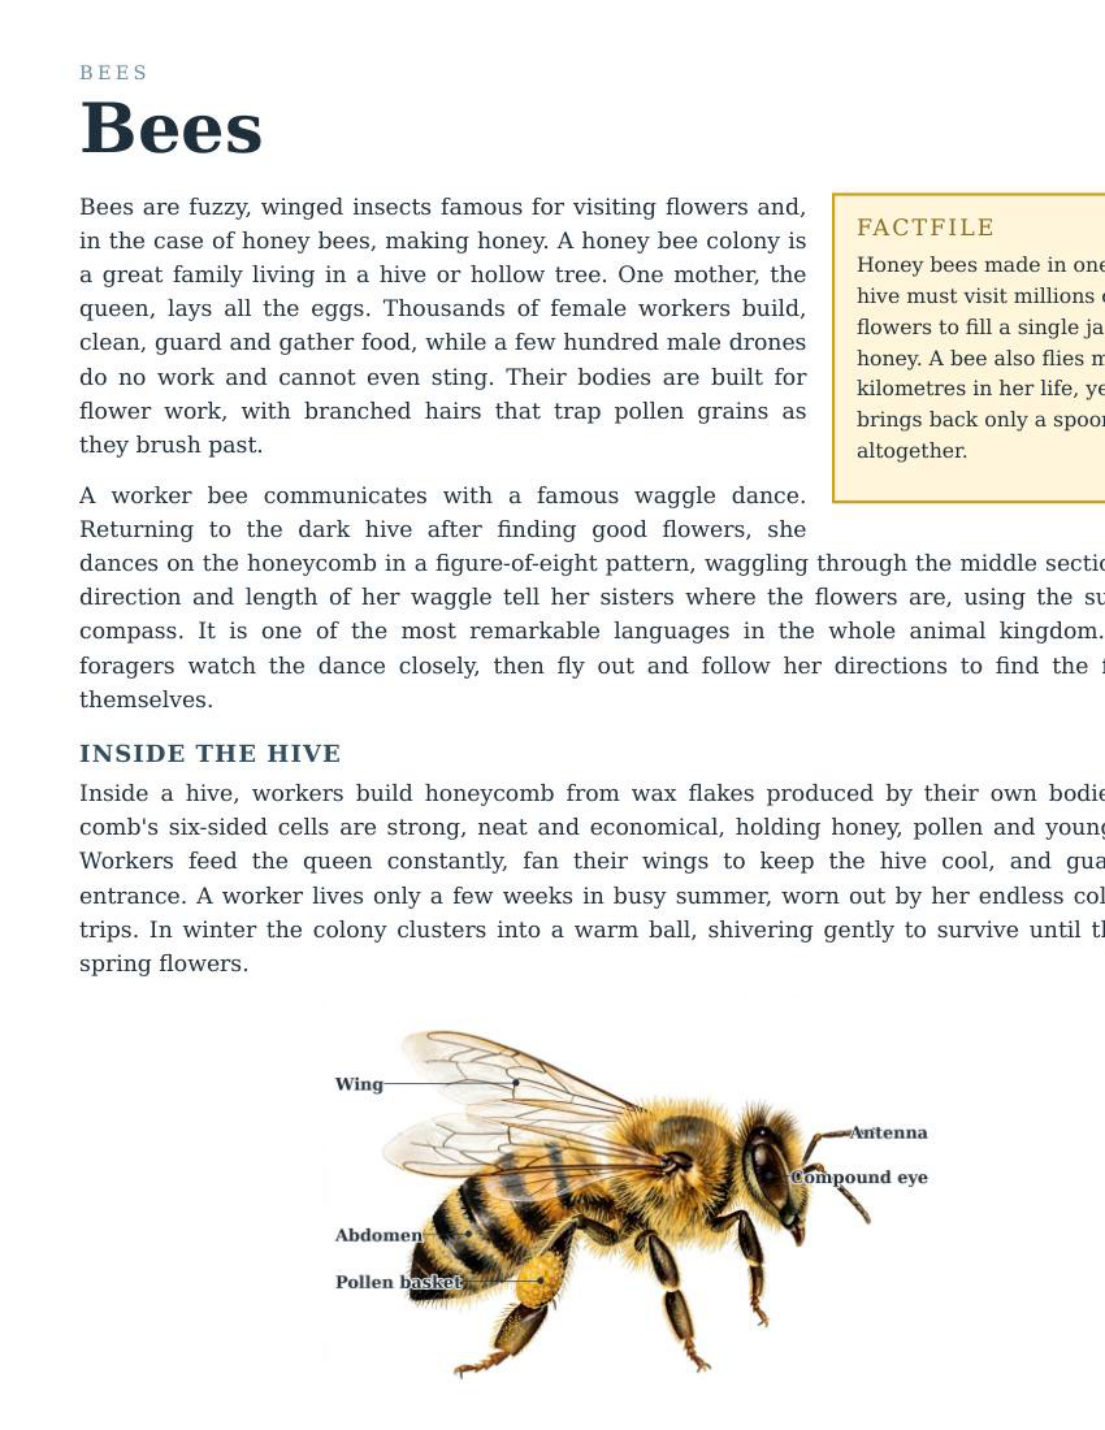 BEES
Bees
Bees are fuzzy, winged insects famous for visiting flowers and,
in the case of honey bees, making honey. A honey bee colony is
a great family living in a hive or hollow tree. One mother, the
queen, lays all the eggs. Thousands of female workers build,
clean, guard and gather food, while a few hundred male drones
do no work and cannot even sting. Their bodies are built for
flower work, with branched hairs that trap pollen grains as
they brush past.
FACTFILE
Honey bees made in one
hive must visit millions
flowers to fill a single
honey. A bee also flies
kilometres in her life,
brings back only a
altogether.
A worker bee communicates with a famous waggle dance.
Returning to the dark hive after finding good flowers, she
dances on the honeycomb in a figure-of-eight pattern, waggling through the middle
direction and length of her waggle tell her sisters where the flowers are, using the
compass. It is one of the most remarkable languages in the whole animal kingdom.
foragers watch the dance closely, then fly out and follow her directions to find the
themselves.
INSIDE THE HIVE
Inside a hive, workers build honeycomb from wax flakes produced by their own
comb's six-sided cells are strong, neat and economical, holding honey, pollen and
Workers feed the queen constantly, fan their wings to keep the hive cool, and
entrance. A worker lives only a few weeks in busy summer, worn out by her endless
trips. In winter the colony clusters into a warm ball, shivering gently to survive until
spring flowers.
Wing
Antenna
Compound eye
Abdomen
Pollen basket